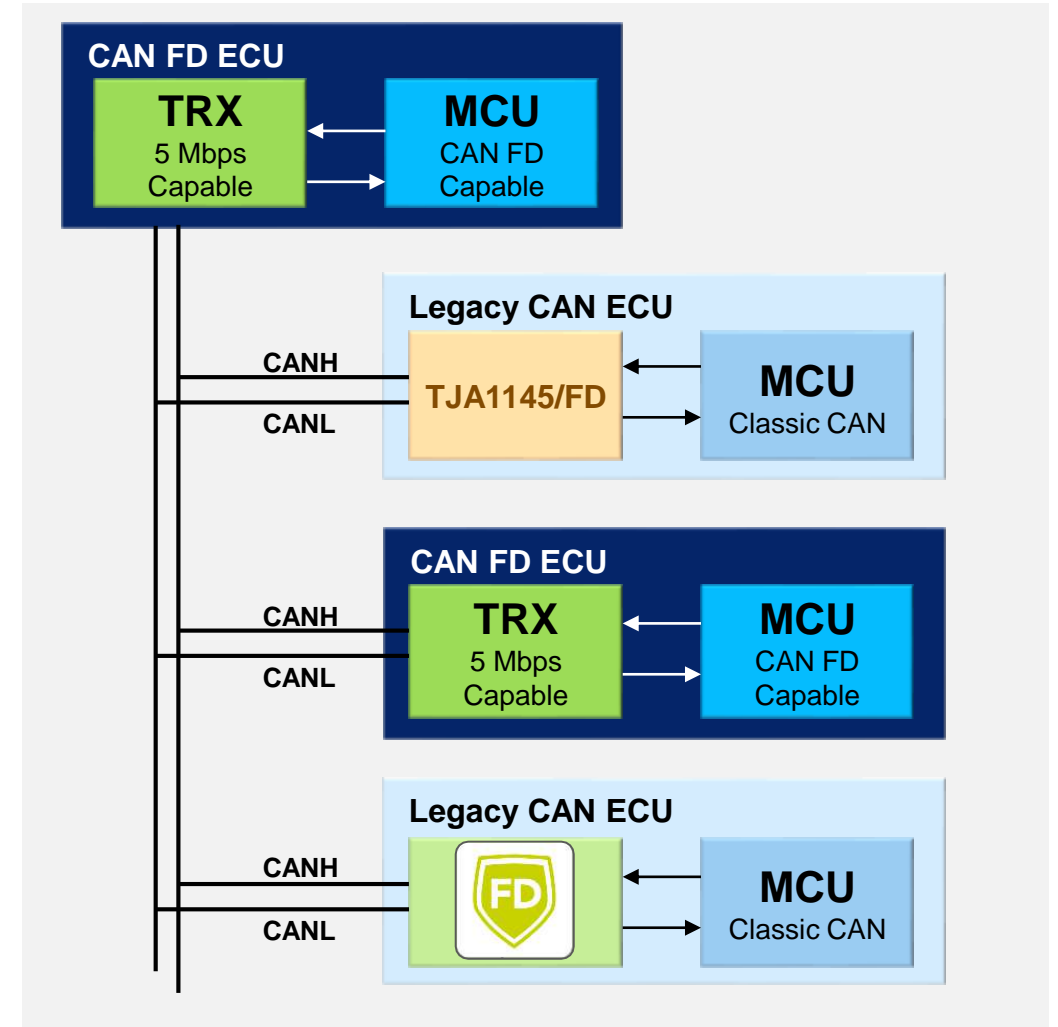 CAN FD ECU
TRX
5 Mbps
Capable
MCU
CAN FD
Capable
Legacy CAN ECU
CANH
CANL
TJA1145/FD
MCU
Classic CAN
CAN FD ECU
CANH
CANL
TRX
5 Mbps
Capable
MCU
CAN FD
Capable
Legacy CAN ECU
CANH
CANL
FD
MCU
Classic CAN